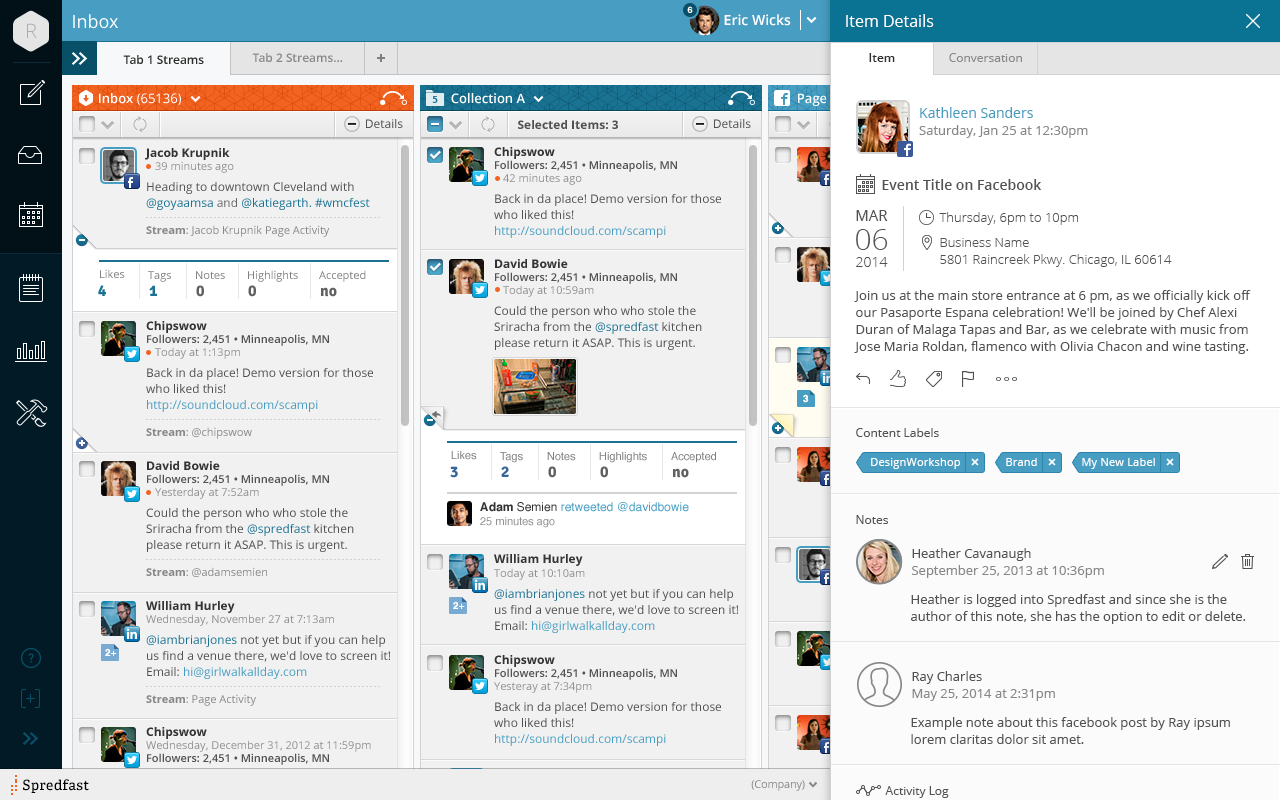 R
Inbox
6
Eric Wicks
Tab 1 Streams
Tab 2 Streams...
+
Inbox (65136)
Details
Jacob Krupnik
39 minutes ago
Heading to downtown Cleveland with
@goyaamsa and @katiegarth. #wmcfest
Stream: Jacob Krupnik Page Activity
Likes
Tags
Notes
Highlights
Accepted
4
1
0
0
no
Chipswow
Followers: 2,451 • Minneapolis, MN
Today at 1:13pm
Back in da place! Demo version for those
who liked this!
http://soundcloud.com/scampi
Stream: @chipswow
David Bowie
Followers: 2,451 • Minneapolis, MN
Yesterday at 7:52am
Could the person who who stole the
Sriracha from the @spredfast kitchen
please return it ASAP. This is urgent.
Stream: @adamsemien
William Hurley
Wednesday, November 27 at 7:13am
2+
@iambrianjones not yet but if you can help
us find a venue there, we'd love to screen it!
Email: hi@girlwalkallday.com
Stream: Page Activity
Chipswow
Wednesday, December 31, 2012 at 11:59pm
Followers: 2,451 • Minneapolis, MN
5
Collection A
Selected Items: 3
Details
Chipswow
Followers: 2,451 • Minneapolis, MN
42 minutes ago
Back in da place! Demo version for those
who liked this!
http://soundcloud.com/scampi
David Bowie
Followers: 2,451 • Minneapolis, MN
Today at 10:59am
Could the person who who stole the
Sriracha from the @spredfast kitchen
please return it ASAP. This is urgent.
Likes
Tags
Notes
Highlights
Accepted
3
2
0
0
no
Adam Semien retweeted @davidbowie
25 minutes ago
William Hurley
Today at 10:10am
2+
@iambrianjones not yet but if you can help
us find a venue there, we'd love to screen it!
Email: hi@girlwalkallday.com
Chipswow
Followers: 2,451 • Minneapolis, MN
Yesteray at 7:34pm
Back in da place! Demo version for those
who liked this!
http://soundcloud.com/scampi
Page
3
Item Details
Item
Conversation
Kathleen Sanders
Saturday, Jan 25 at 12:30pm
Event Title on Facebook
MAR
06
2014
Thursday, 6pm to 10pm
Business Name
5801 Raincreek Pkwy. Chicago, IL 60614
Join us at the main store entrance at 6 pm, as we officially kick off
our Pasaporte Espana celebration! We'll be joined by Chef Alexi
Duran of Malaga Tapas and Bar, as we celebrate with music from
Jose Maria Roldan, flamenco with Olivia Chacon and wine tasting.
Content Labels
DesignWorkshop
Brand
My New Label
Notes
Heather Cavanaugh
September 25, 2013 at 10:36pm
Heather is logged into Spredfast and since she is the
author of this note, she has the option to edit or delete.
Ray Charles
May 25, 2014 at 2:31pm
Example note about this facebook post by Ray ipsum
lorem claritas dolor sit amet.
Activity Log
Spredfast
(Company)